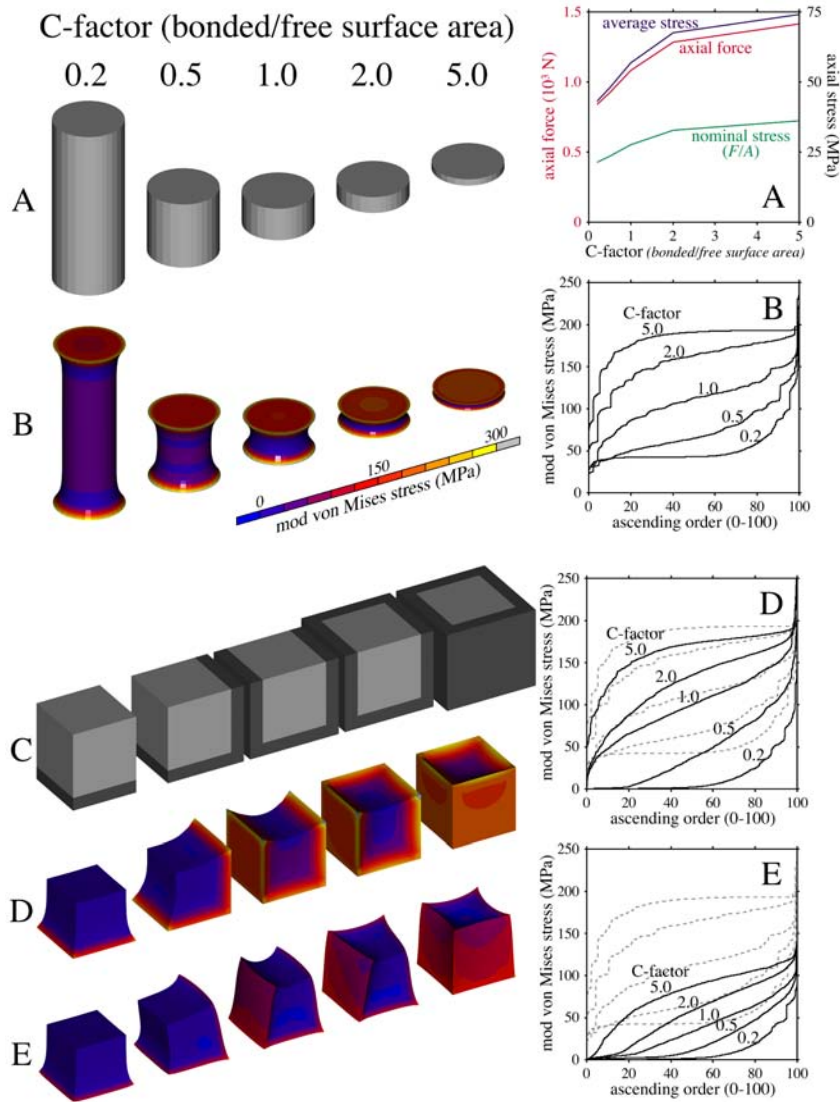 C-factor (bonded/free surface area)
0.2 0.5 1.0 2.0 5.0
A
B
0 150 300
mod von Mises stress (MPa)
C
D
E
1.5
1.0
0.5
0
axial force (10³ N)
75
50
25
0
axial stress (MPa)
average stress
axial force
nominal stress
(F/A)
A
0 1 2 3 4 5
C-factor (bonded/free surface area)
250
200
150
100
50
0
mod von Mises stress (MPa)
B
C-factor
5.0
2.0
1.0
0.5
0.2
0 20 40 60 80 100
ascending order (0-100)
250
200
150
100
50
0
mod von Mises stress (MPa)
D
C-factor
5.0
2.0
1.0
0.5
0.2
0 20 40 60 80 100
ascending order (0-100)
250
200
150
100
50
0
mod von Mises stress (MPa)
E
C-factor
5.0
2.0
1.0
0.5
0.2
0 20 40 60 80 100
ascending order (0-100)